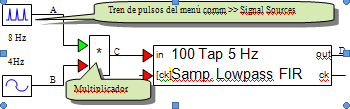 A
Tren de pulsos del menú comm >> Signal Sources
8 Hz
4Hz
*
C
in
100 Tap 5 Hz
out
D
B
[ck]
Samp. Lowpass FIR
ck
Multiplicador